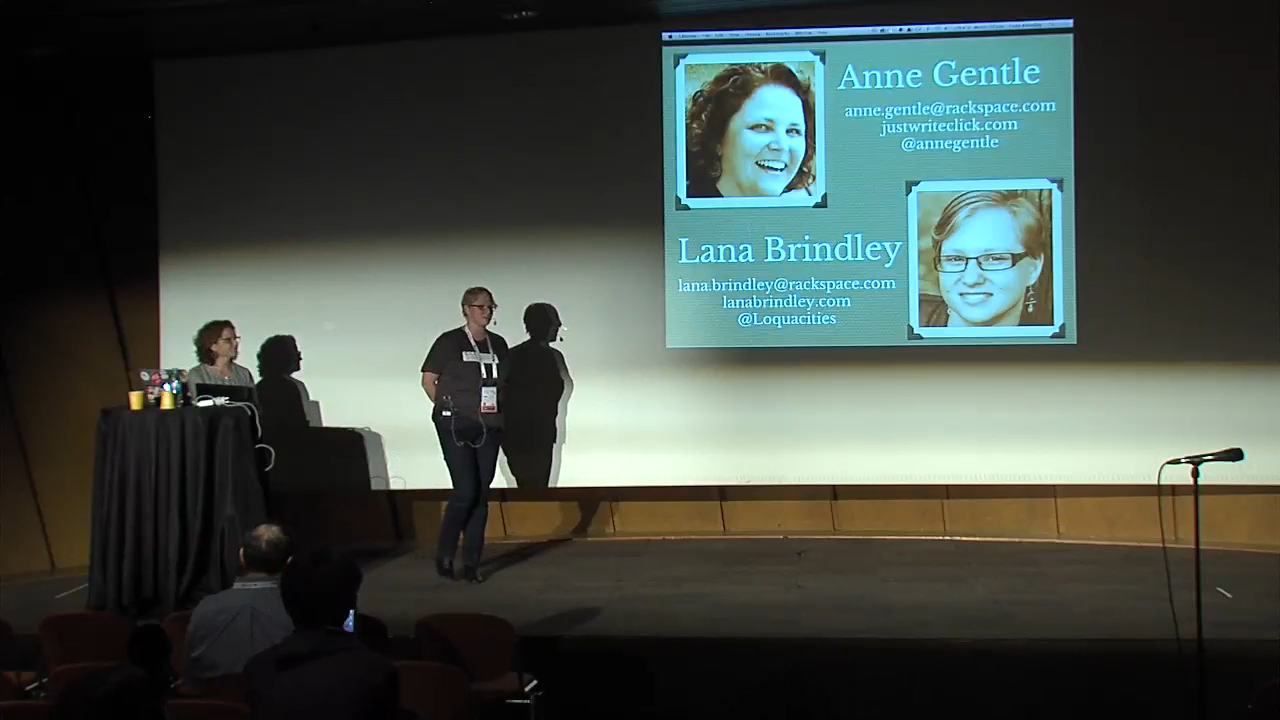 Anne Gentle
anne.gentle@rackspace.com
justwriteclick.com
@annegentle
Lana Brindley
lana.brindley@rackspace.com
lanabrindley.com
@Loquacities